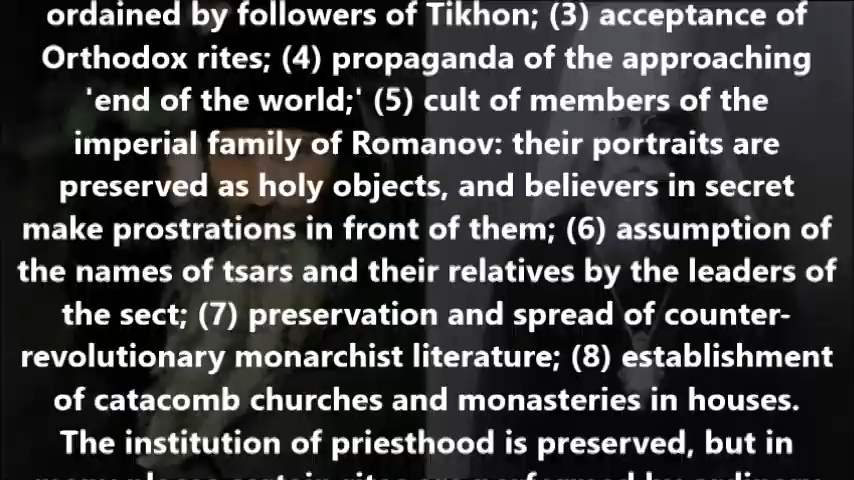 ordained by followers of Tikhon; (3) acceptance of
Orthodox rites; (4) propaganda of the approaching
'end of the world;' (5) cult of members of the
imperial family of Romanov: their portraits are
preserved as holy objects, and believers in secret
make prostrations in front of them; (6) assumption of
the names of tsars and their relatives by the leaders of
the sect; (7) preservation and spread of counter-
revolutionary monarchist literature; (8) establishment
of catacomb churches and monasteries in houses.
The institution of priesthood is preserved, but in